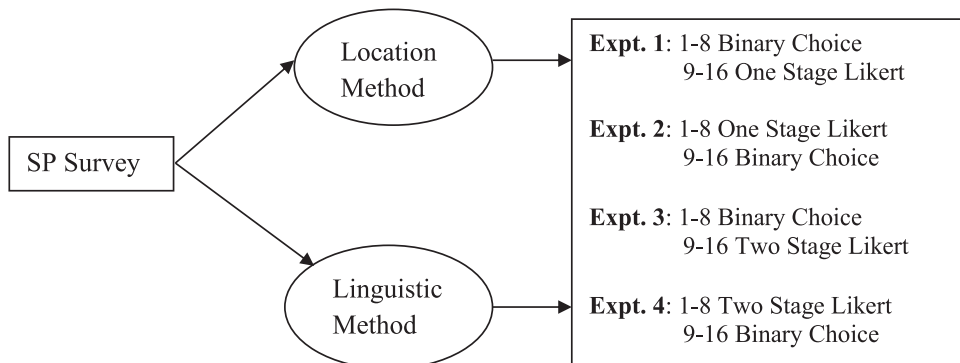 SP Survey
Location
Method
Linguistic
Method
Expt. 1: 1-8 Binary Choice
9-16 One Stage Likert
Expt. 2: 1-8 One Stage Likert
9-16 Binary Choice
Expt. 3: 1-8 Binary Choice
9-16 Two Stage Likert
Expt. 4: 1-8 Two Stage Likert
9-16 Binary Choice